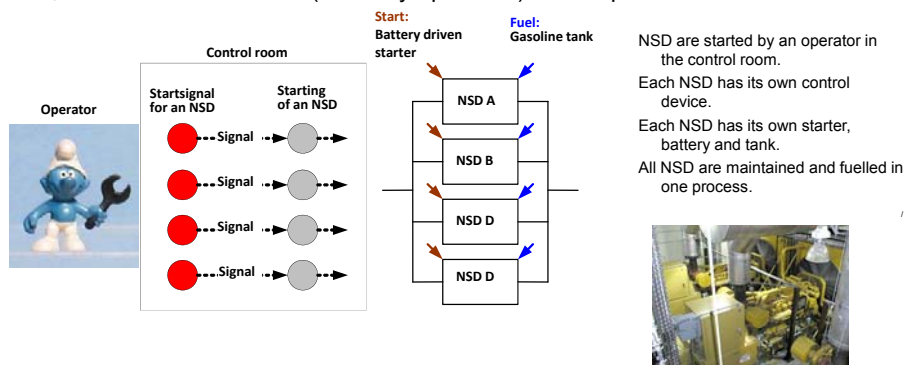 Start:
Battery driven
starter
Fuel:
Gasoline tank
Control room
Operator
Startsignal
for an NSD
Starting
of an NSD
Signal
Signal
Signal
Signal
NSD A
NSD B
NSD D
NSD D
NSD are started by an operator in
the control room.
Each NSD has its own control
device.
Each NSD has its own starter,
battery and tank.
All NSD are maintained and fuelled in
one process.